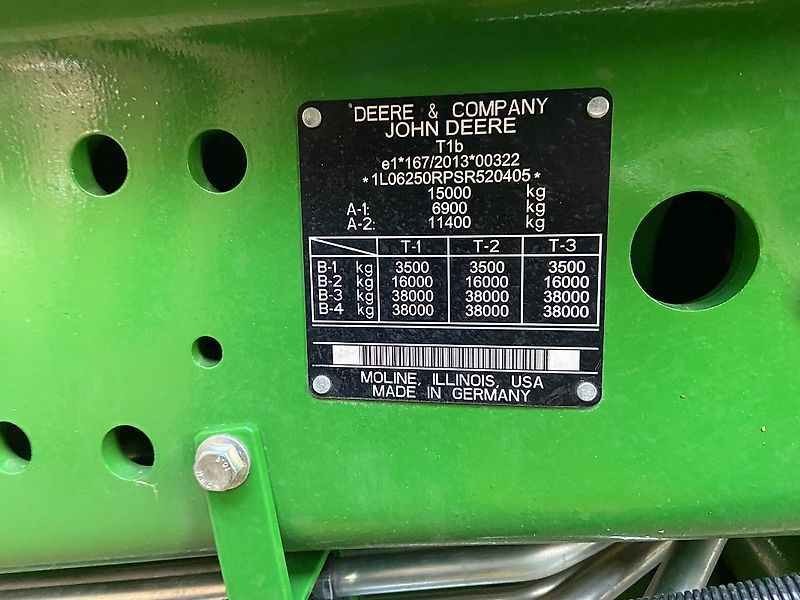 DEERE & COMPANY
JOHN DEERE
T1b
e1*167/2013*00322
*1L06250RPSR520405*
15000 kg
A-1: 6900 kg
A-2: 11400 kg
T-1 T-2 T-3
B-1 kg 3500 3500 3500
B-2 kg 16000 16000 16000
B-3 kg 38000 38000 38000
B-4 kg 38000 38000 38000
MOLINE, ILLINOIS, USA
MADE IN GERMANY